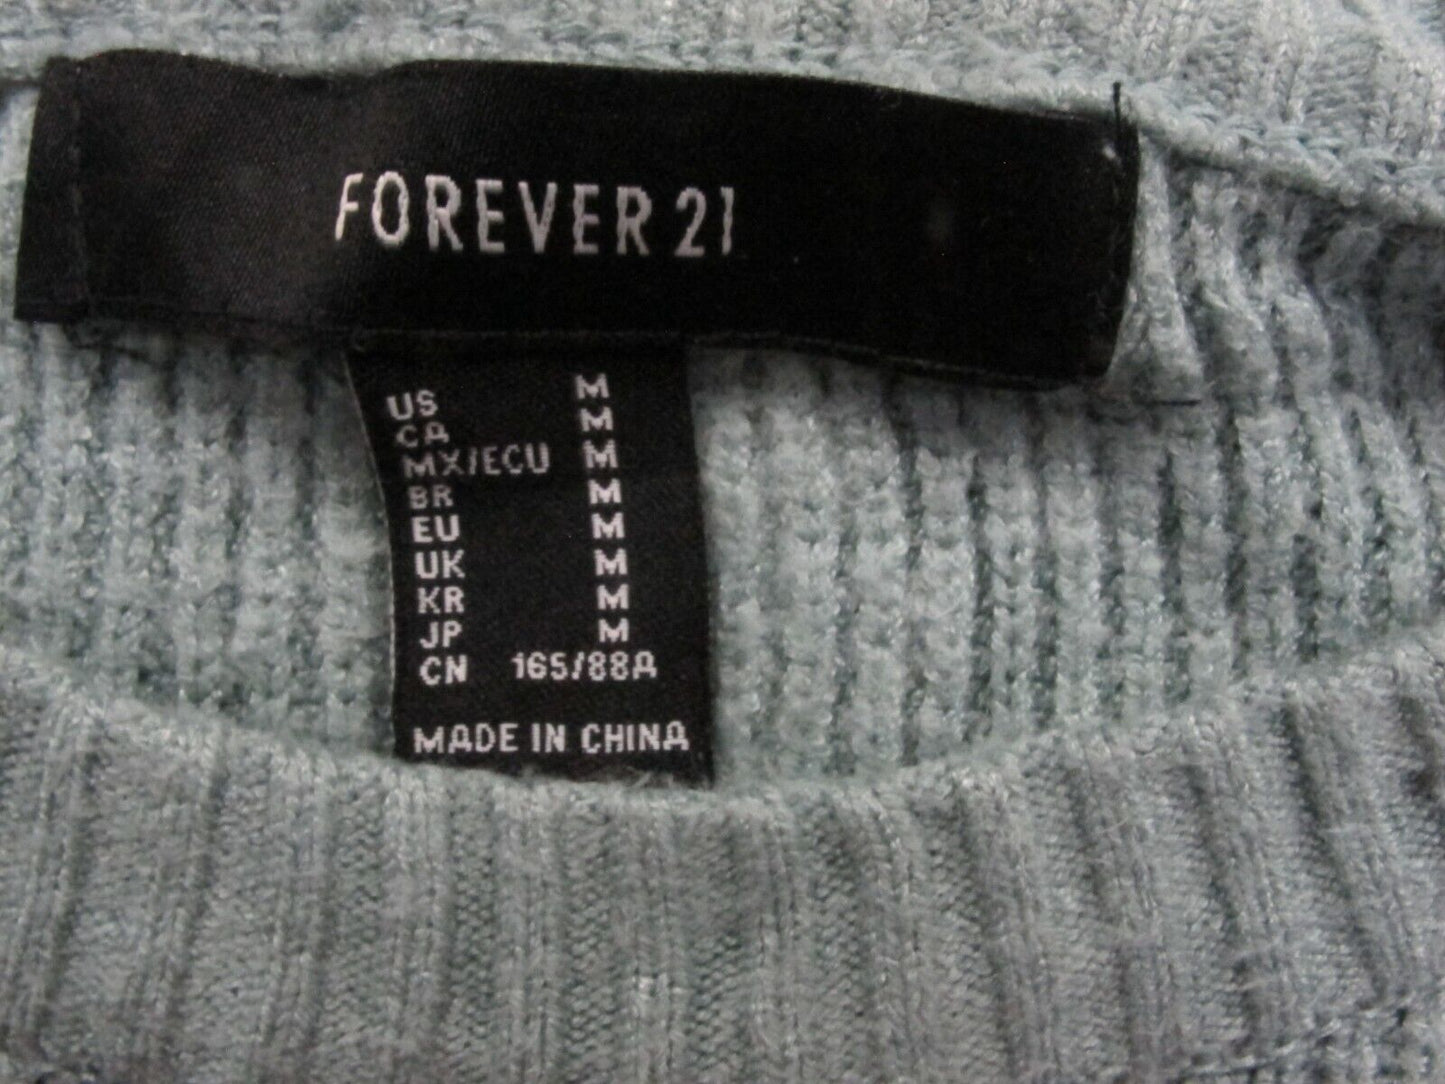 FOREVER 21
US M
CA M
MX/ECU M
BR M
EU M
UK M
KR M
JP M
CN 165/88A
MADE IN CHINA